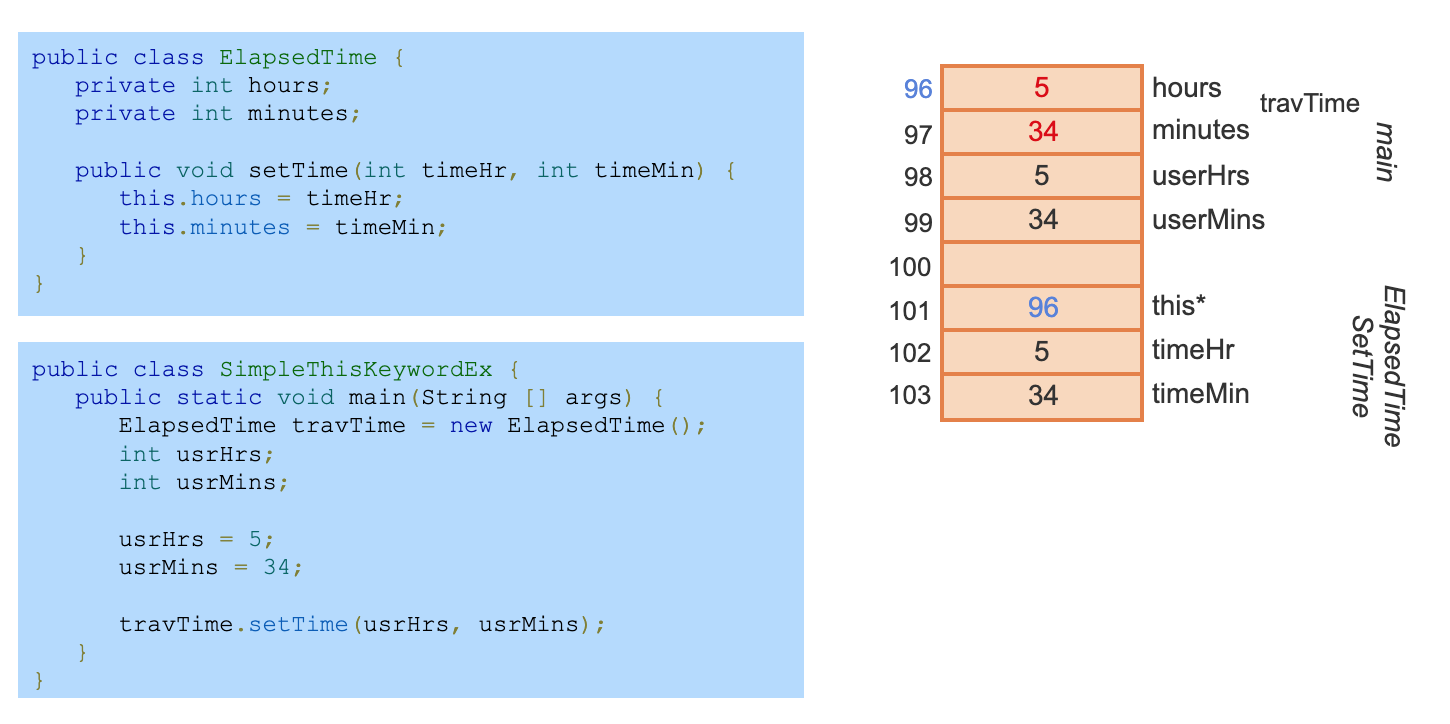 public class ElapsedTime {
private int hours;
private int minutes;
public void setTime(int timeHr, int timeMin) {
this.hours = timeHr;
this.minutes = timeMin;
}
}
public class SimpleThisKeywordEx {
public static void main(String [] args) {
ElapsedTime travTime = new ElapsedTime();
int usrHrs;
int usrMins;
usrHrs = 5;
usrMins = 34;
travTime.setTime(usrHrs, usrMins);
}
}
96 5 hours
travTime
97 34 minutes
main
98 5 userHrs
99 34 userMins
100
101 96 this*
102 5 timeHr
103 34 timeMin
ElapsedTime
SetTime